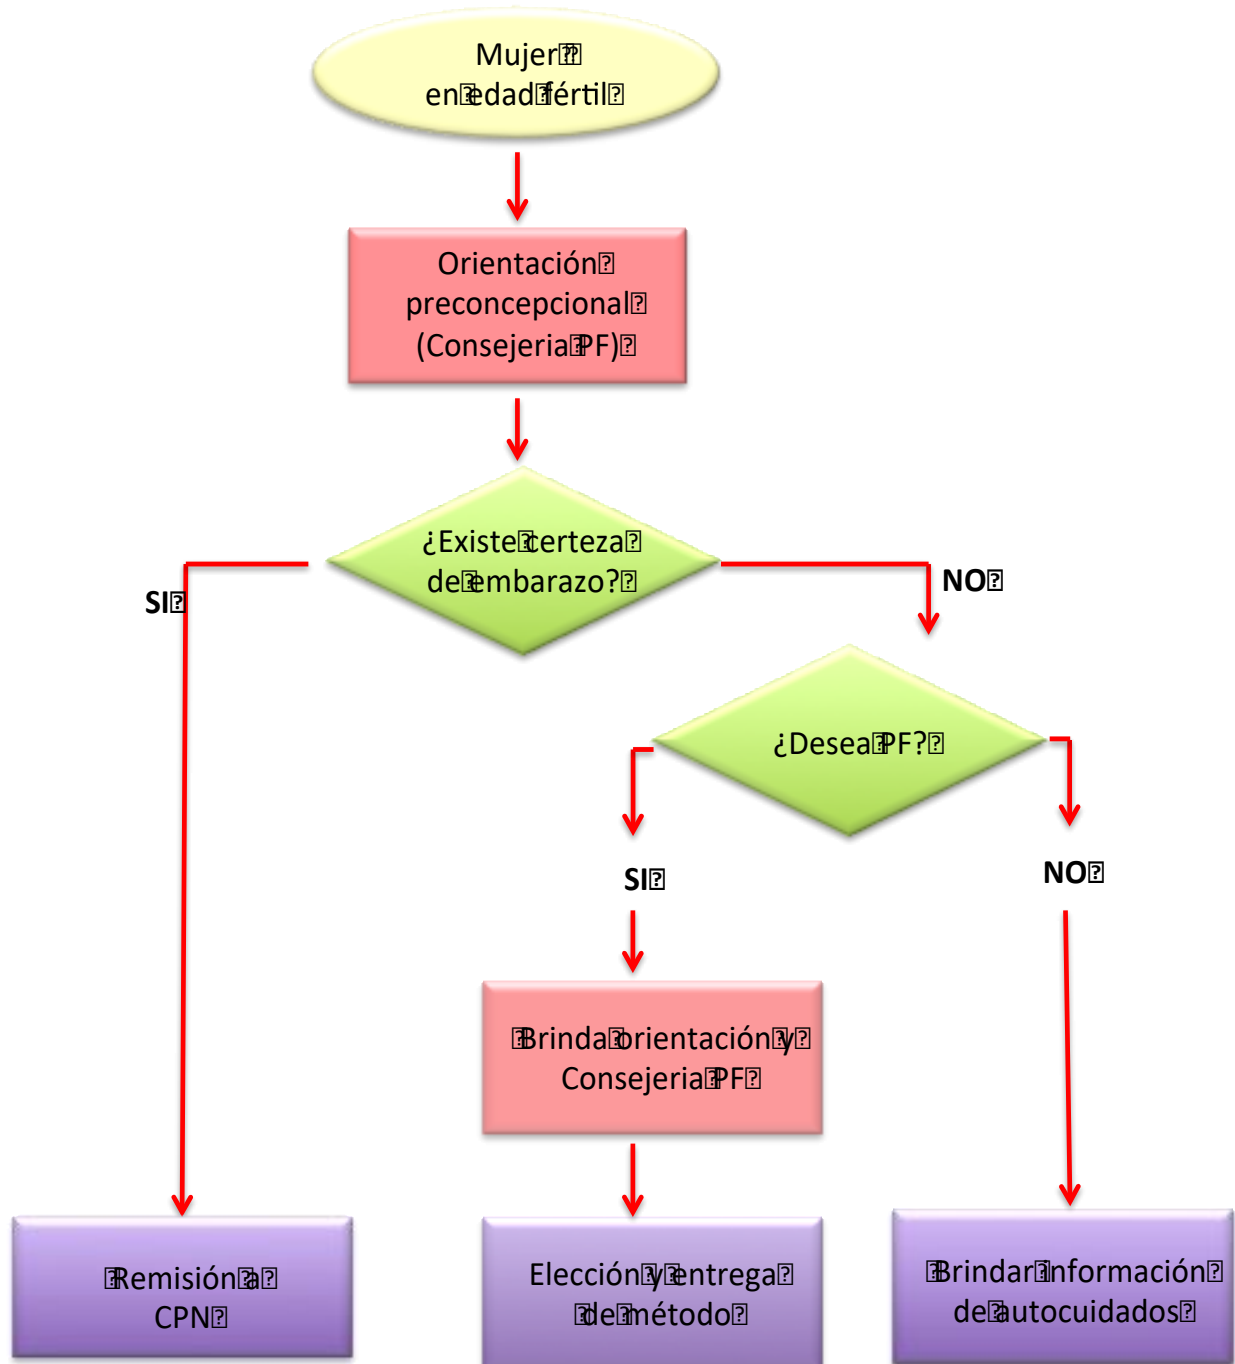 Mujer
en edad fértil
Orientación
preconcepcional
(Consejeria PF)
¿Existe certeza
de embarazo?
SI
NO
¿Desea PF?
SI
NO
Brinda orientación y
Consejeria PF
Remisión a
CPN
Elección y entrega
de método
Brindar información
de autocuidados